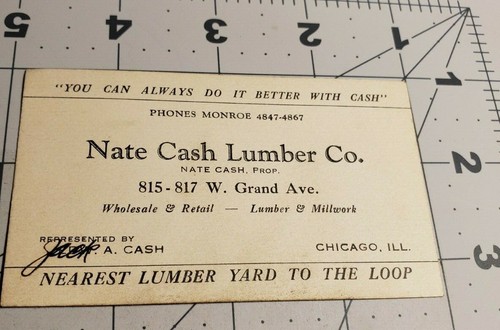 5 4 3 2 1
1
2
3
"YOU CAN ALWAYS DO IT BETTER WITH CASH"
PHONES MONROE 4847-4867
Nate Cash Lumber Co.
NATE CASH, PROP.
815-817 W. Grand Ave.
Wholesale & Retail — Lumber & Millwork
REPRESENTED BY
Jack A. CASH
CHICAGO, ILL.
NEAREST LUMBER YARD TO THE LOOP